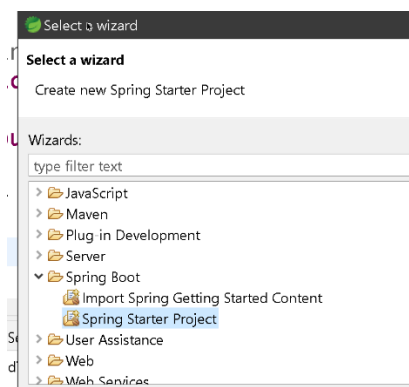 Select a wizard
Select a wizard
Create new Spring Starter Project
Wizards:
type filter text
JavaScript
Maven
Plug-in Development
Server
Spring Boot
Import Spring Getting Started Content
Spring Starter Project
User Assistance
Web
Web Services